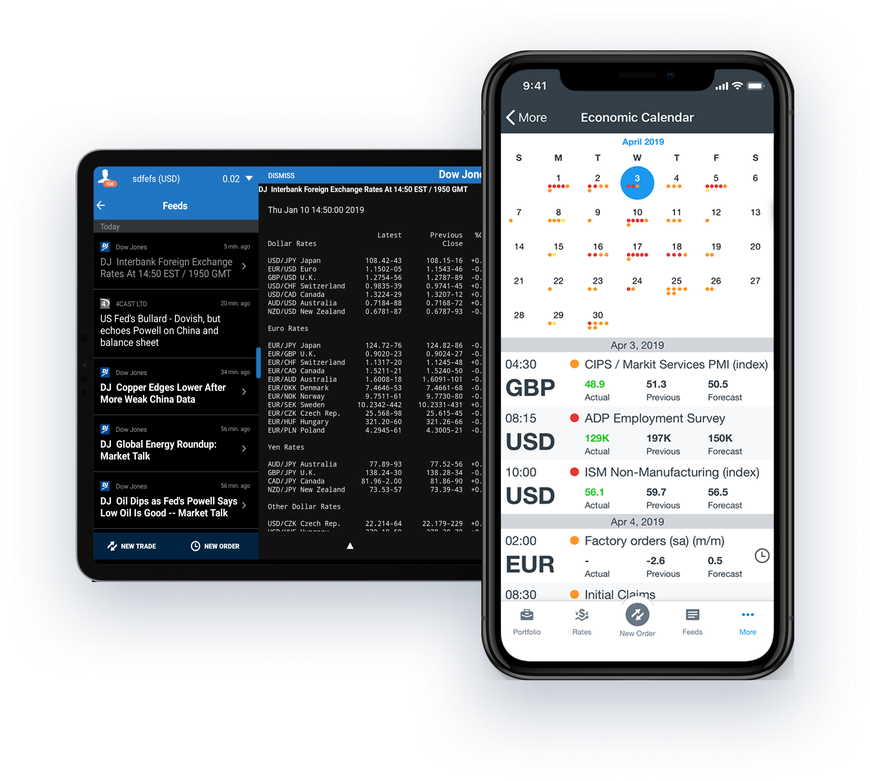 sdfefs (USD)
0.02
Feeds
Today
Dow Jones
5 min. ago
DJ Interbank Foreign Exchange
Rates At 14:50 EST / 1950 GMT
4CAST LTD
20 min. ago
US Fed's Bullard - Dovish, but
echoes Powell on China and
balance sheet
Dow Jones
34 min. ago
DJ Copper Edges Lower After
More Weak China Data
Dow Jones
56 min. ago
DJ Global Energy Roundup:
Market Talk
Dow Jones
56 min. ago
DJ Oil Dips as Fed's Powell Says
Low Oil Is Good -- Market Talk
NEW TRADE
NEW ORDER
DISMISS
Dow Jon
DJ Interbank Foreign Exchange Rates At 14:50 EST / 1950 GMT
Thu Jan 10 14:50:00 2019
Latest Previous
Dollar Rates Close
USD/JPY Japan 108.42-43 108.15-16 +0.
EUR/USD Euro 1.1502-05 1.1543-46 -0.
GBP/USD U.K. 1.2754-56 1.2787-89 -0.
USD/CHF Switzerland 0.9835-39 0.9741-45 +0.
USD/CAD Canada 1.3224-29 1.3207-12 +0.
AUD/USD Australia 0.7184-88 0.7168-72 +0.
NZD/USD New Zealand 0.6781-87 0.6787-93 -0.
Euro Rates
EUR/JPY Japan 124.72-76 124.82-86 -0.
EUR/GBP U.K. 0.9020-23 0.9024-27 -0.
EUR/CHF Switzerland 1.1317-20 1.1245-48 +0.
EUR/CAD Canada 1.5211-21 1.5240-50 -0.
EUR/AUD Australia 1.6008-18 1.6091-101 -0.
EUR/DKK Denmark 7.4646-53 7.4661-68 -0.
EUR/NOK Norway 9.7511-61 9.7730-80 -0.
EUR/SEK Sweden 10.2342-442 10.2331-431 +0.
EUR/CZK Czech Rep. 25.568-98 25.615-45 -0.
EUR/HUF Hungary 321.20-60 321.26-66 -0.
EUR/PLN Poland 4.2945-61 4.3005-21 -0.
Yen Rates
AUD/JPY Australia 77.89-93 77.52-56 +0.
GBP/JPY U.K. 138.24-30 138.28-34 -0.
CAD/JPY Canada 81.96-2.00 81.86-90 +0.
NZD/JPY New Zealand 73.53-57 73.39-43 +0.
Other Dollar Rates
USD/CZK Czech Rep. 22.214-64 22.179-229 +0.
9:41
More
Economic Calendar
April 2019
S M T W T F S
1 2 3 4 5 6
7 8 9 10 11 12 13
14 15 16 17 18 19 20
21 22 23 24 25 26 27
28 29 30
Apr 3, 2019
04:30 CIPS / Markit Services PMI (index)
GBP 48.9 51.3 50.5
Actual Previous Forecast
08:15 ADP Employment Survey
USD 129K 197K 150K
Actual Previous Forecast
10:00 ISM Non-Manufacturing (index)
USD 56.1 59.7 56.5
Actual Previous Forecast
Apr 4, 2019
02:00 Factory orders (sa) (m/m)
EUR - -2.6 0.5
Actual Previous Forecast
08:30 Initial Claims
Portfolio
Rates
New Order
Feeds
More